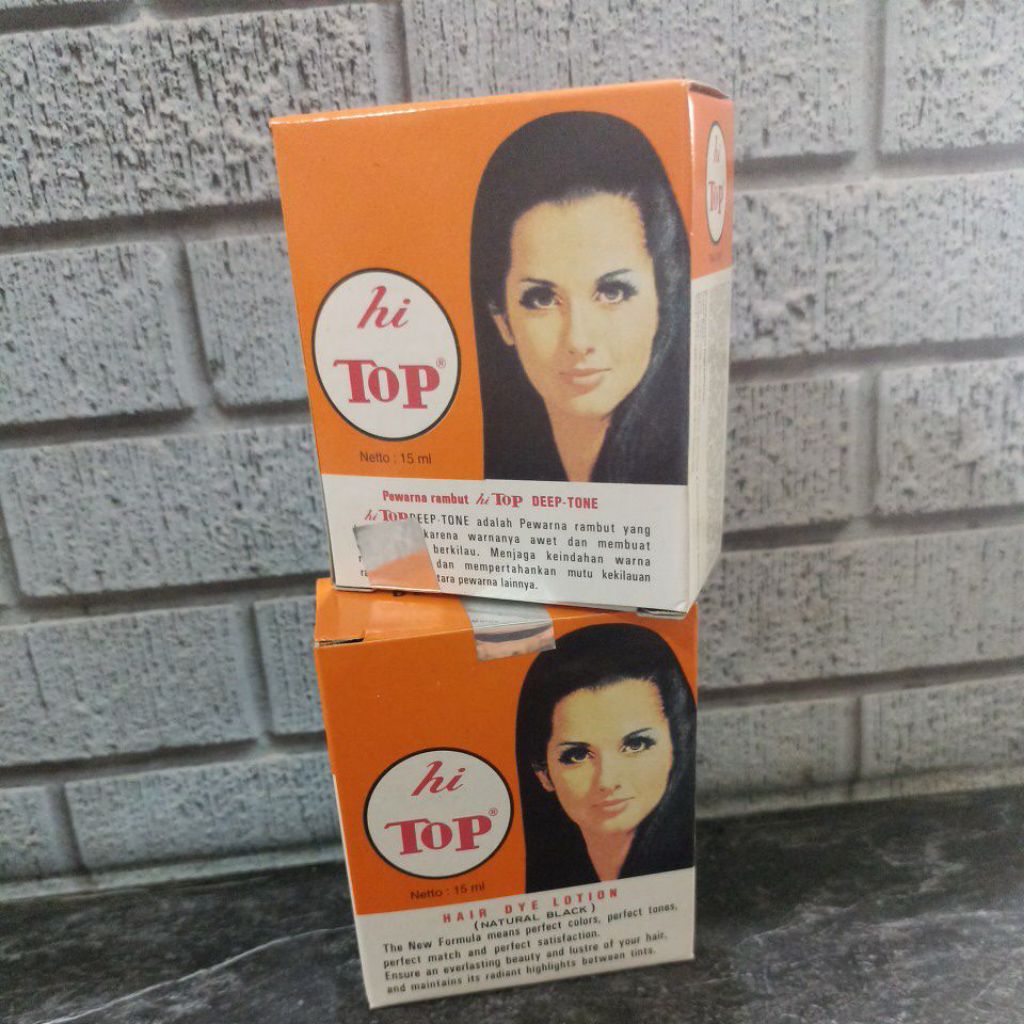 hi
TOP®
Netto : 15 ml
Pewarna rambut hi TOP DEEP-TONE
hi TOP DEEP-TONE adalah Pewarna rambut yang
karena warnanya awet dan membuat
berkilau. Menjaga keindahan warna
dan mempertahankan mutu kekilauan
pewarna lainnya.
hi
TOP
hi
TOP®
Netto : 15 ml
HAIR DYE LOTION
(NATURAL BLACK)
The New Formula means perfect colors, perfect tones,
perfect match and perfect satisfaction.
Ensure an everlasting beauty and lustre of your hair,
and maintains its radiant highlights between tints.